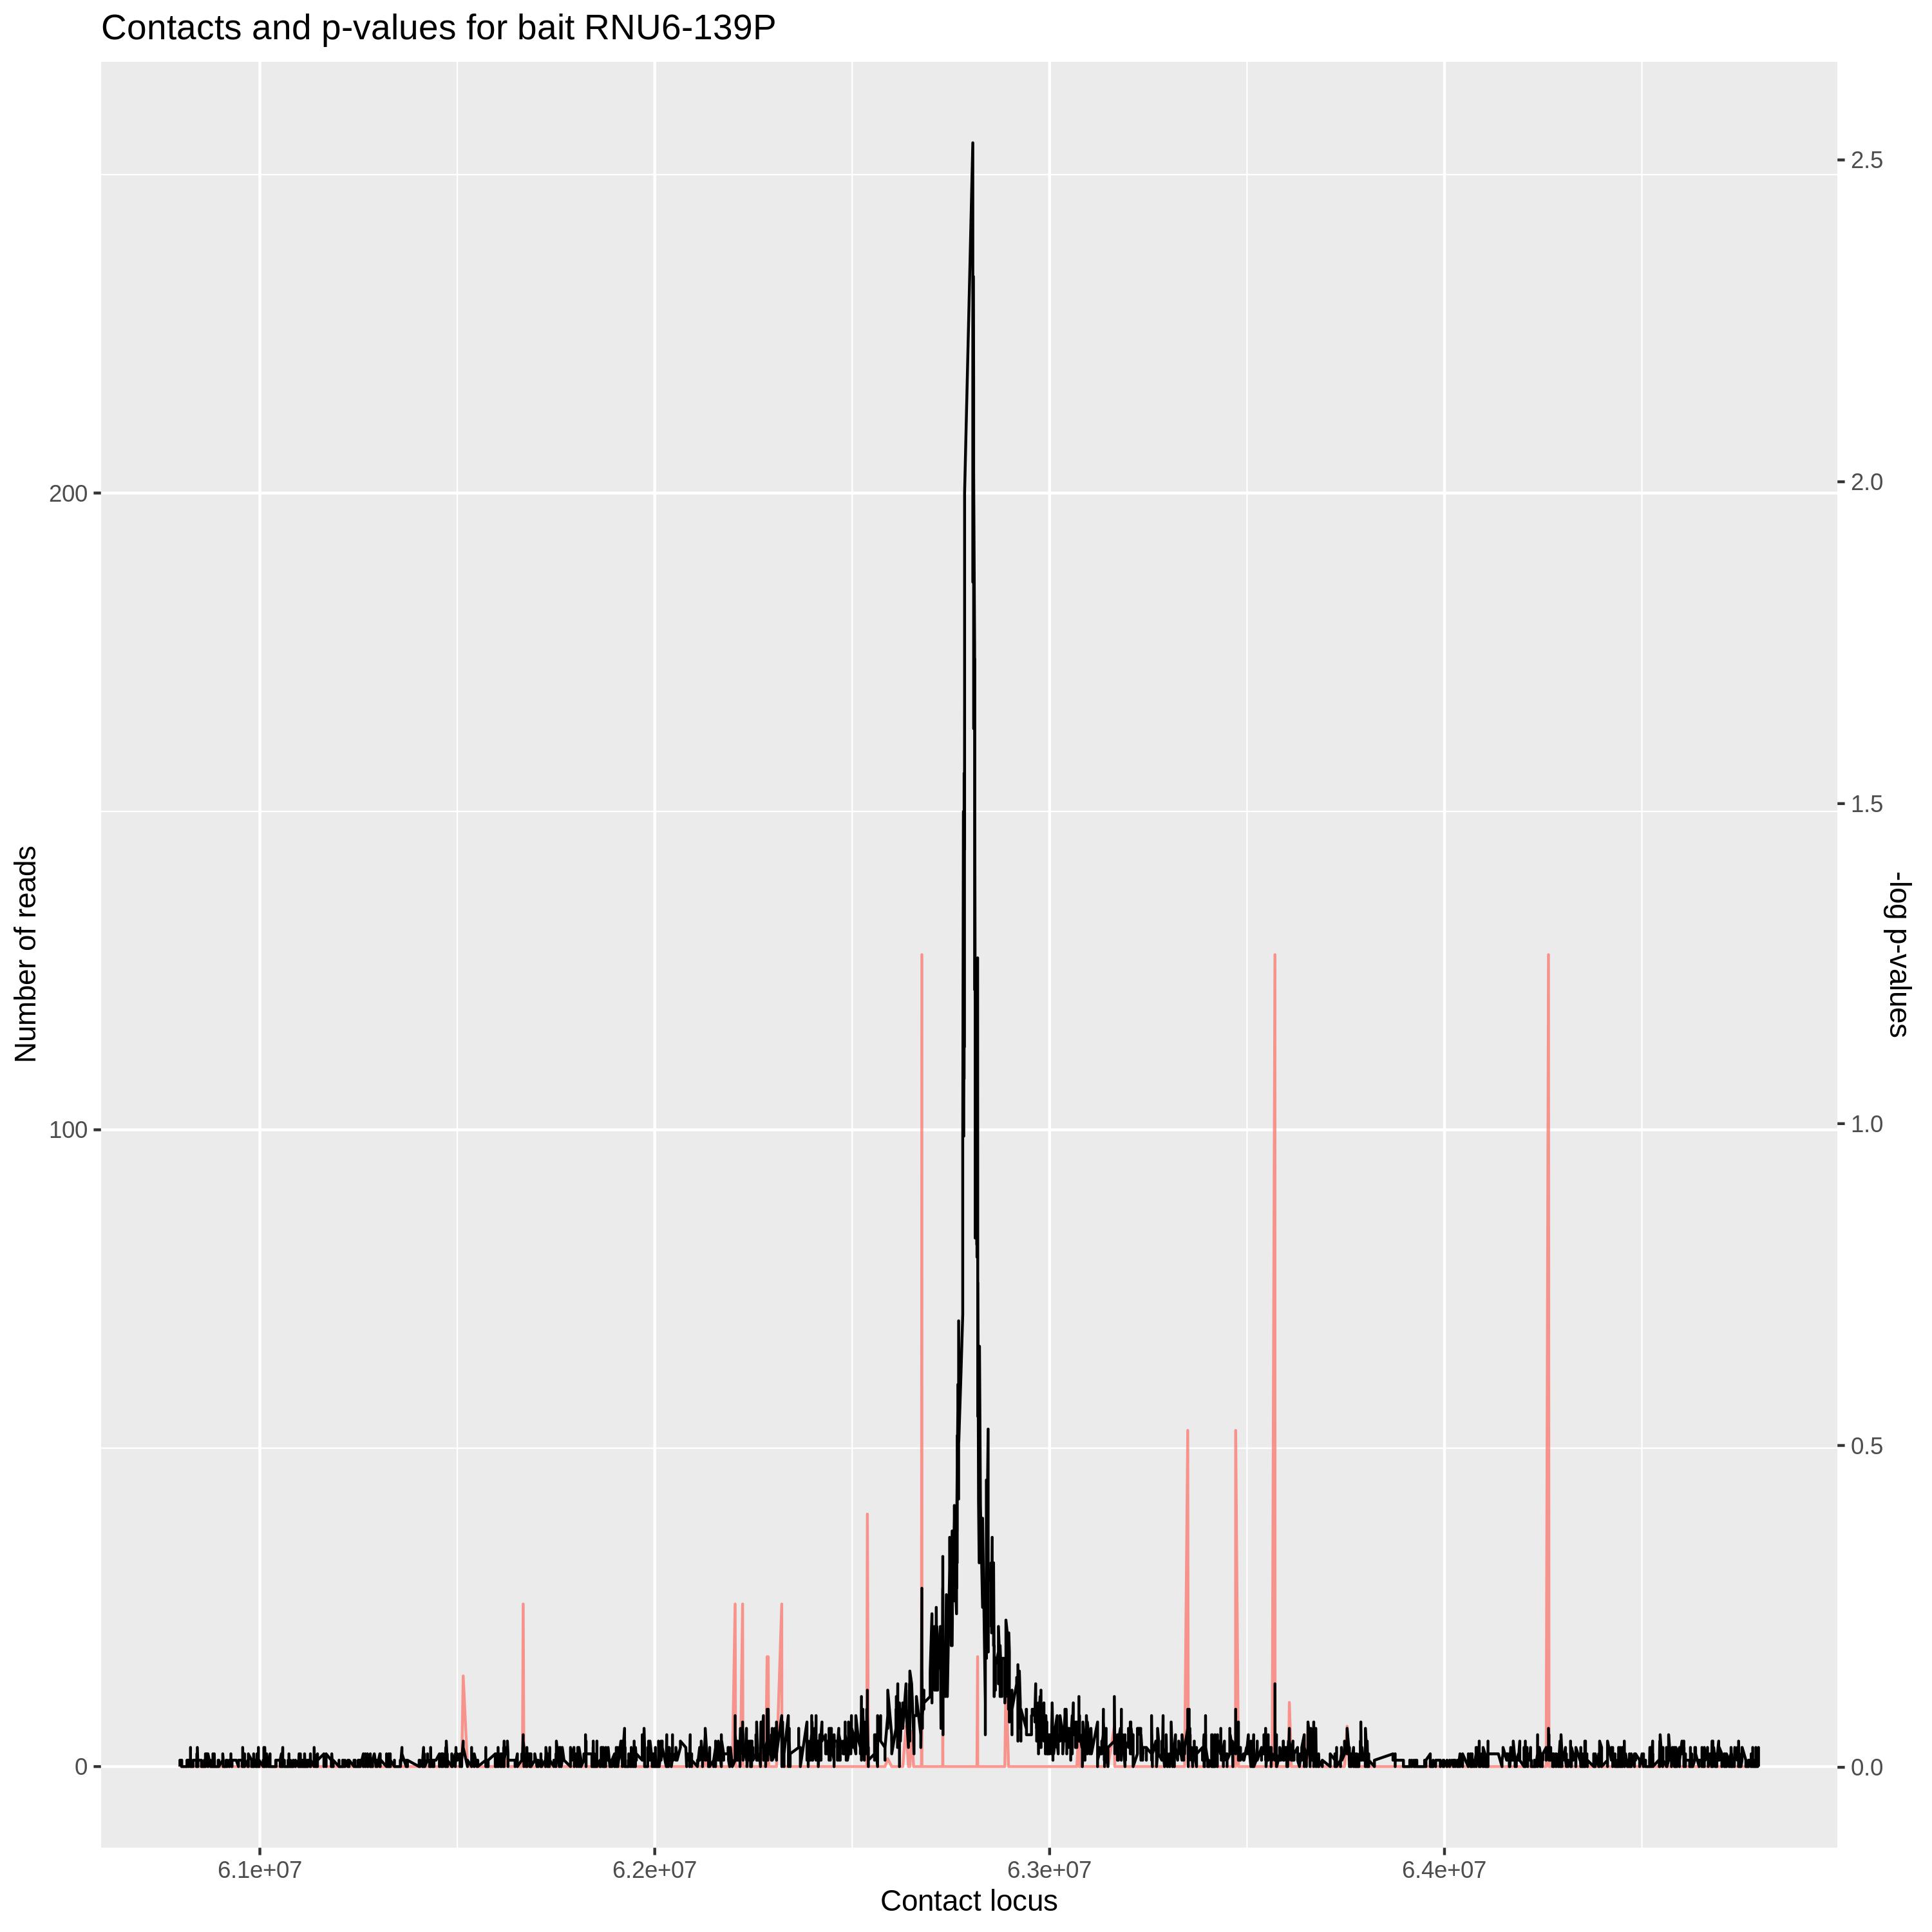 Contacts and p-values for bait RNU6-139P
Number of reads
200
100
0
2.5
2.0
1.5
1.0
0.5
0.0
-log p-values
6.1e+07
6.2e+07
6.3e+07
6.4e+07
Contact locus